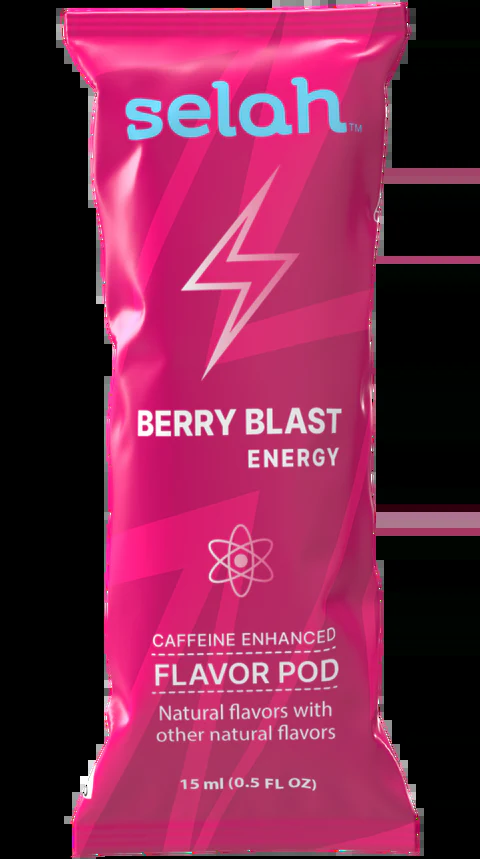 selah™
BERRY BLAST
ENERGY
CAFFEINE ENHANCED
FLAVOR POD
Natural flavors with
other natural flavors
15 ml (0.5 FL OZ)